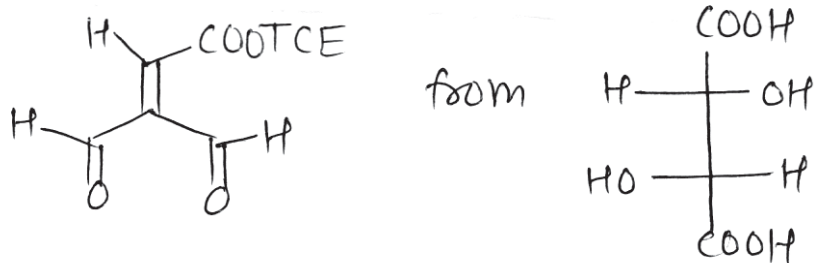 COOH
H COOTCE
from
H OH
H H
HO H
O O
COOH